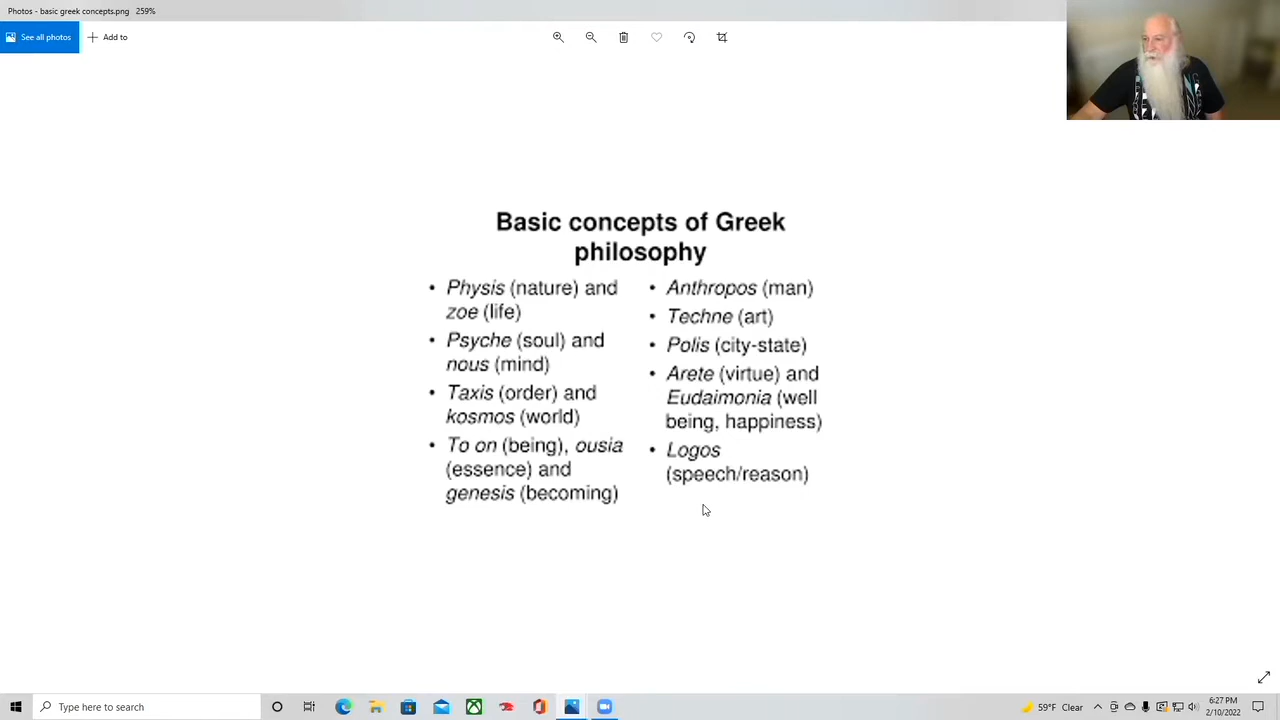 Photos - basic greek concepts.png 259%
See all photos
Add to
Basic concepts of Greek
philosophy
• Physis (nature) and
zoe (life)
• Psyche (soul) and
nous (mind)
• Taxis (order) and
kosmos (world)
• To on (being), ousia
(essence) and
genesis (becoming)
• Anthropos (man)
• Techne (art)
• Polis (city-state)
• Arete (virtue) and
Eudaimonia (well
being, happiness)
• Logos
(speech/reason)
Type here to search
59°F Clear
6:27 PM
2/10/2022